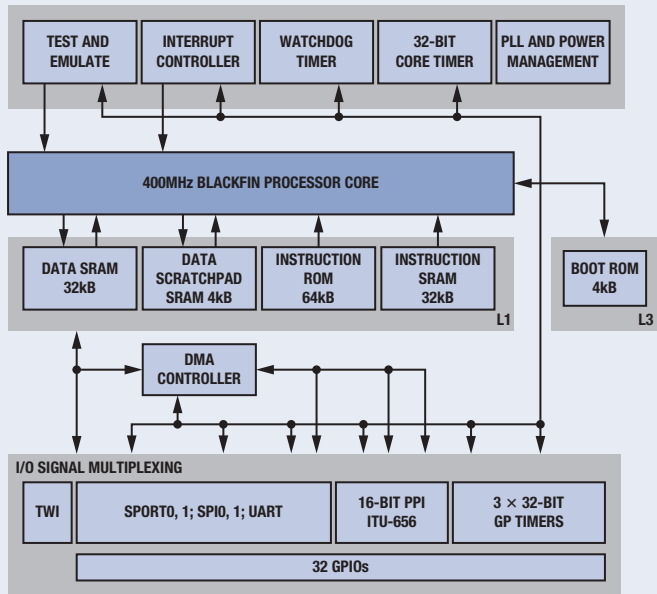 TEST AND
EMULATE
INTERRUPT
CONTROLLER
WATCHDOG
TIMER
32-BIT
CORE TIMER
PLL AND POWER
MANAGEMENT
400MHz BLACKFIN PROCESSOR CORE
DATA SRAM
32kB
DATA
SCRATCHPAD
SRAM 4kB
INSTRUCTION
ROM
64kB
INSTRUCTION
SRAM
32kB
L1
BOOT ROM
4kB
L3
DMA
CONTROLLER
I/O SIGNAL MULTIPLEXING
TWI
SPORT0, 1; SPI0, 1; UART
16-BIT PPI
ITU-656
3 × 32-BIT
GP TIMERS
32 GPIOs